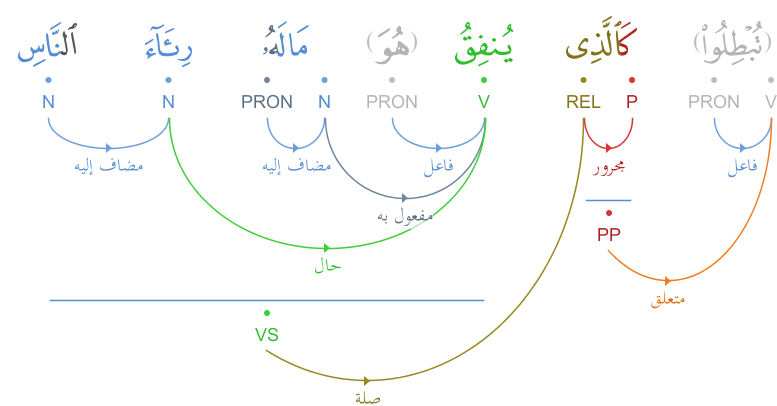 (تُبْطِلُوا۟) كَٱلَّذِى يُنفِقُ (هُوَ) مَالَهُۥ رِئَآءَ ٱلنَّاسِ
V PRON P REL V PRON N PRON N N
فاعل مجرور فاعل مضاف إليه مضاف إليه
مفعول به
PP
حال
متعلق
VS
صلة